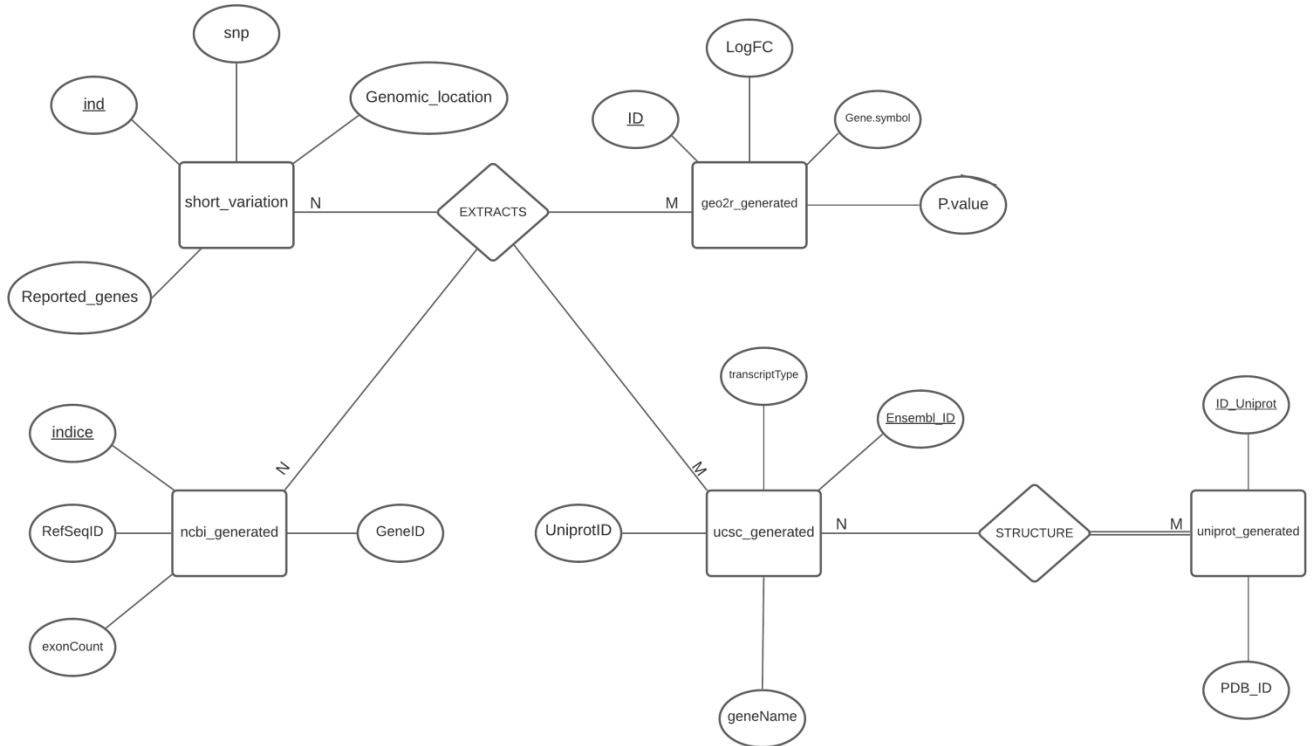 snp
LogFC
ind
Genomic_location
ID
Gene.symbol
short_variation
N
EXTRACTS
M
geo2r_generated
P.value
Reported_genes
transcriptType
Ensembl_ID
ID_Uniprot
indice
N
M
RefSeqID
ncbi_generated
GeneID
UniprotID
ucsc_generated
N
STRUCTURE
M
uniprot_generated
exonCount
geneName
PDB_ID